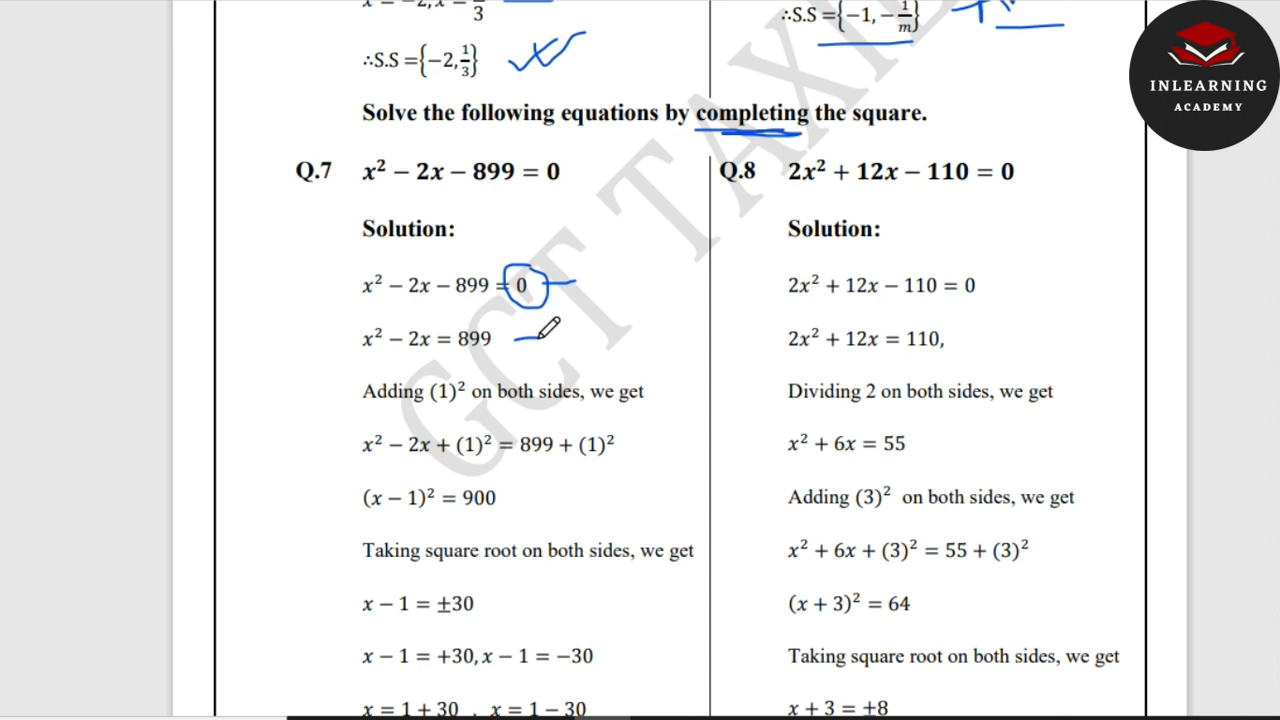 ∴S.S ={−2,1/3}
∴S.S ={−1, −1/m}
INLEARNING
ACADEMY
Solve the following equations by completing the square.
Q.7 x² − 2x − 899 = 0
Solution:
x² − 2x − 899 = 0
x² − 2x = 899
Adding (1)² on both sides, we get
x² − 2x + (1)² = 899 + (1)²
(x − 1)² = 900
Taking square root on both sides, we get
x − 1 = ±30
x − 1 = +30, x − 1 = −30
x = 1 + 30 , x = 1 − 30
Q.8 2x² + 12x − 110 = 0
Solution:
2x² + 12x − 110 = 0
2x² + 12x = 110,
Dividing 2 on both sides, we get
x² + 6x = 55
Adding (3)² on both sides, we get
x² + 6x + (3)² = 55 + (3)²
(x + 3)² = 64
Taking square root on both sides, we get
x + 3 = ±8
GCT TAXILA